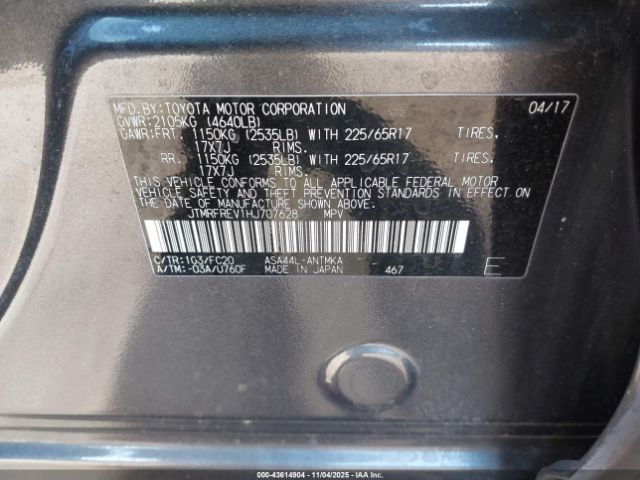 MFD.BY:TOYOTA MOTOR CORPORATION 04/17
GVWR:2105KG (4640LB)
GAWR:FRT. 1150KG (2535LB) WITH 225/65R17 TIRES,
17X7J RIMS.
RR. 1150KG (2535LB) WITH 225/65R17 TIRES,
17X7J RIMS.
THIS VEHICLE CONFORMS TO ALL APPLICABLE FEDERAL MOTOR
VEHICLE SAFETY AND THEFT PREVENTION STANDARDS IN EFFECT ON
THE DATE OF MANUFACTURE SHOWN ABOVE.
JTMRFREV1HJ707628 MPV
C/TR:1G3/FC20 ASA44L-ANTMKA
A/TM:-03A/U760F MADE IN JAPAN 467 E
000-43614904 - 11/04/2025 - IAA Inc.